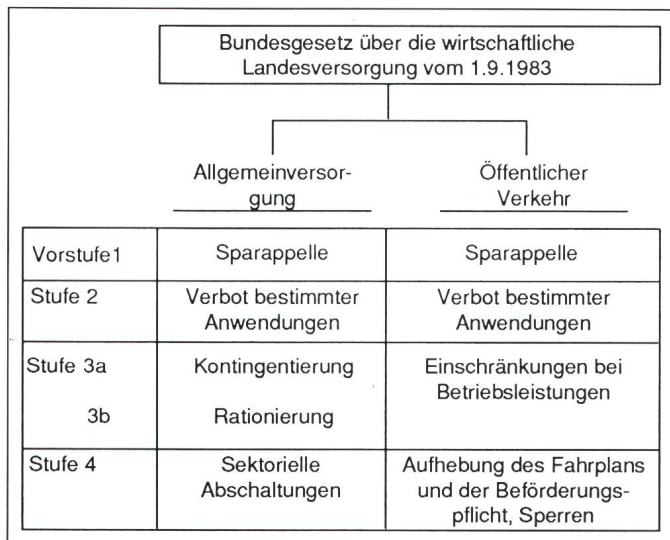 Bundesgesetz über die wirtschaftliche
Landesversorgung vom 1.9.1983
Allgemeinversor-
gung
Öffentlicher
Verkehr
Vorstufe1
Sparappelle
Sparappelle
Stufe 2
Verbot bestimmter
Anwendungen
Verbot bestimmter
Anwendungen
Stufe 3a
Kontingentierung
Einschränkungen bei
Betriebsleistungen
3b
Rationierung
Stufe 4
Sektorielle
Abschaltungen
Aufhebung des Fahrplans
und der Beförderungs-
pflicht, Sperren